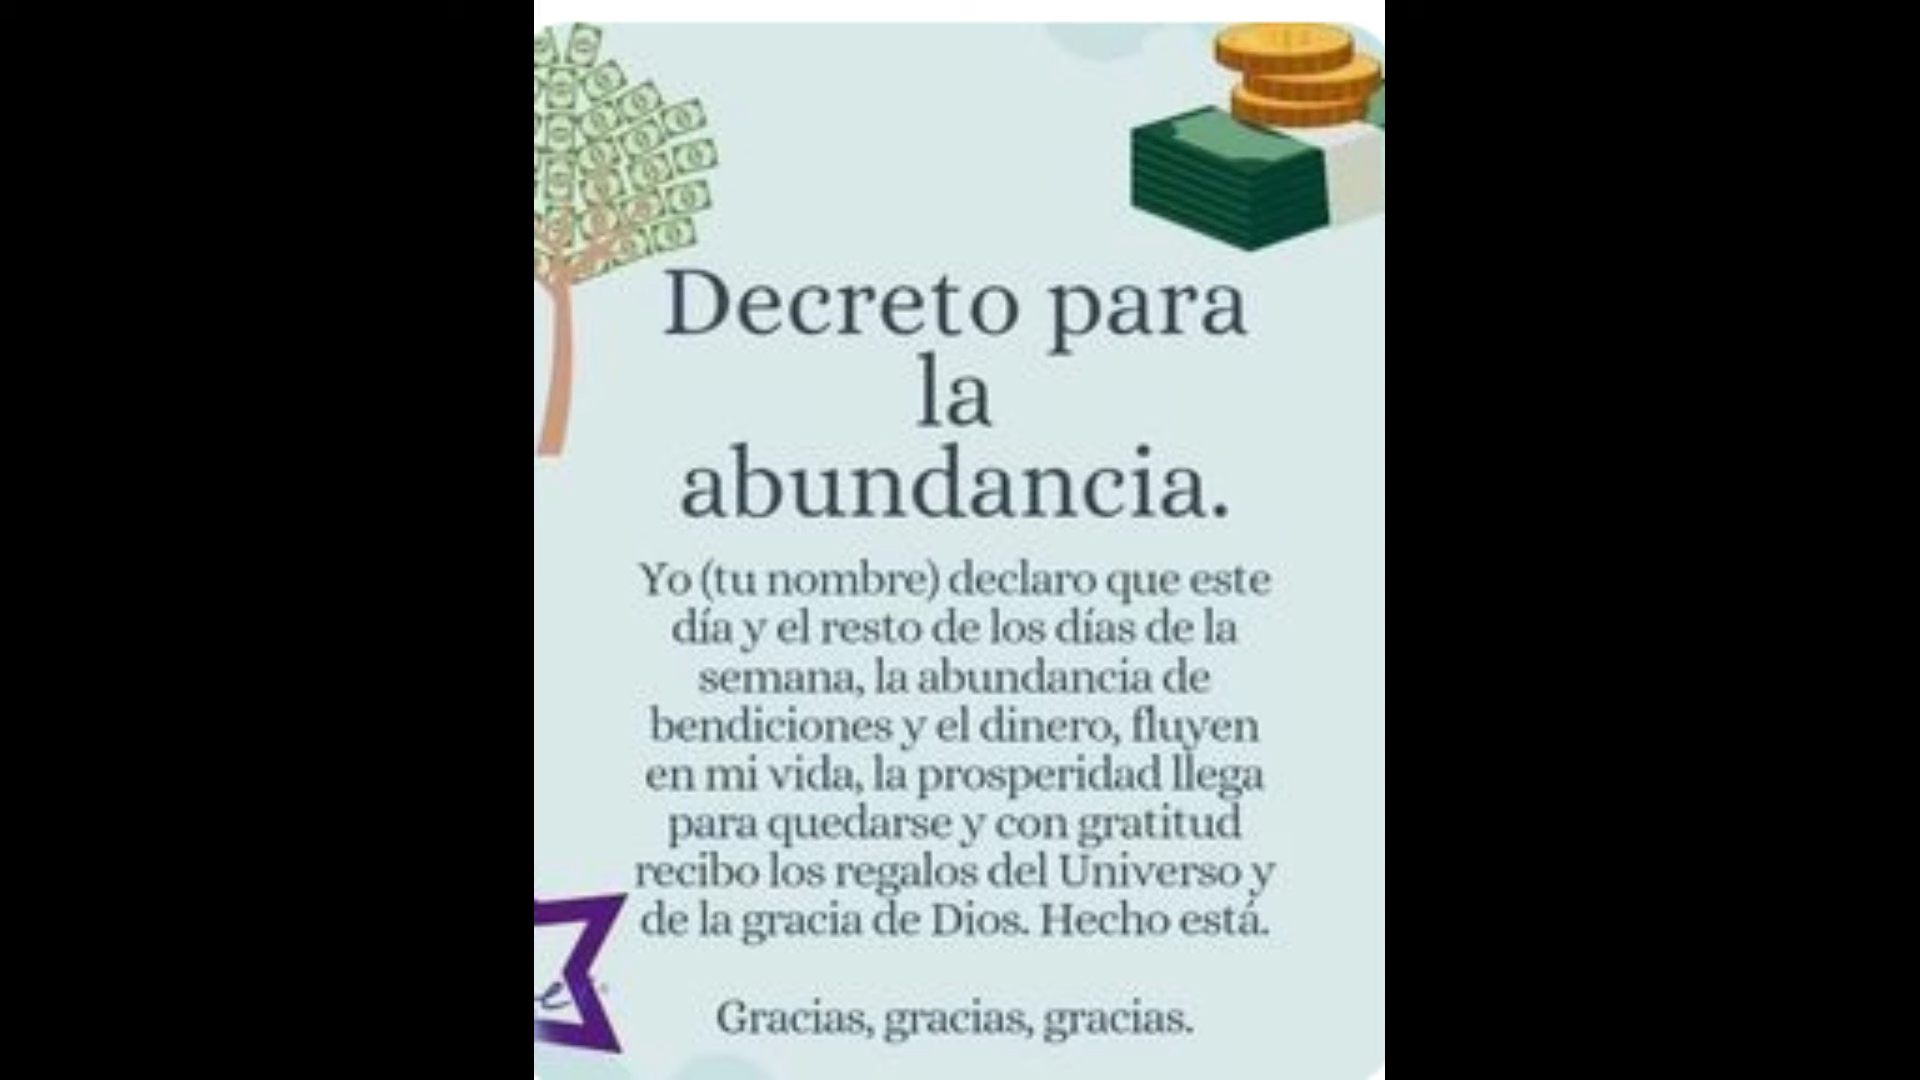 Decreto para
la
abundancia.
Yo (tu nombre) declaro que este
día y el resto de los días de la
semana, la abundancia de
bendiciones y el dinero, fluyen
en mi vida, la prosperidad llega
para quedarse y con gratitud
recibo los regalos del Universo y
de la gracia de Dios. Hecho está.
e
Gracias, gracias, gracias.